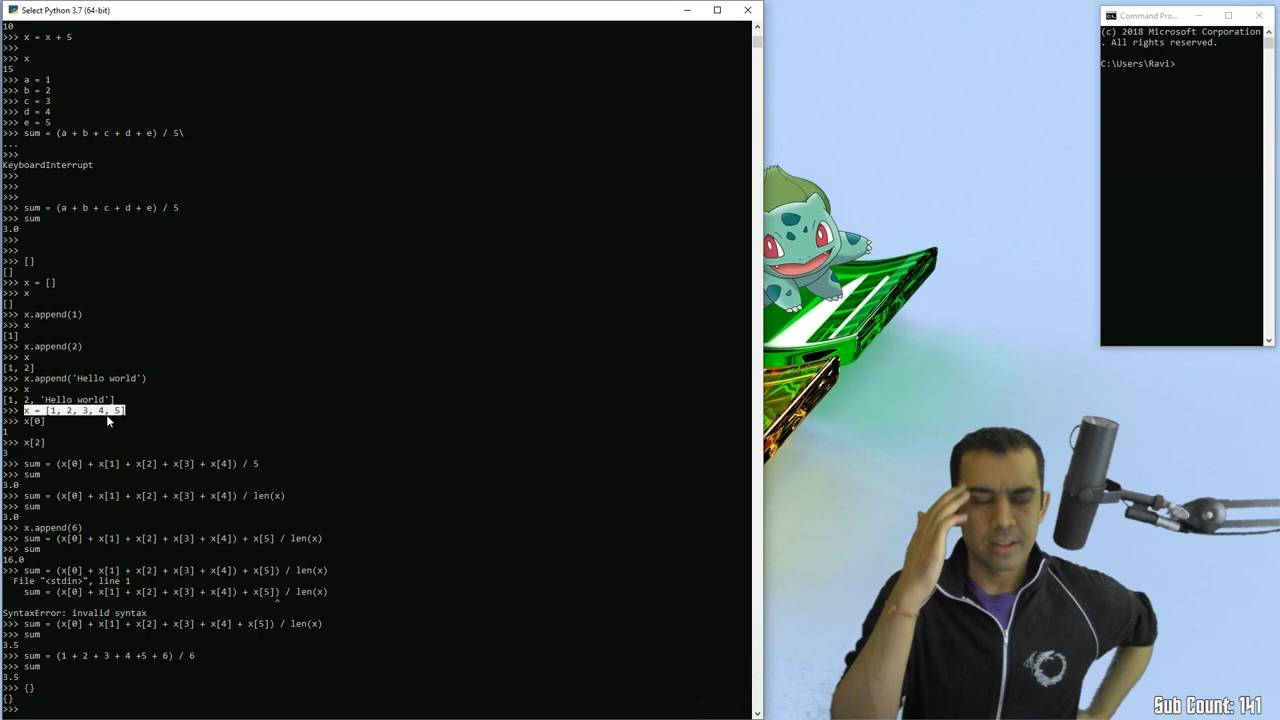 Select Python 3.7 (64-bit)
10
>>> x = x + 5
>>>
>>> x
15
>>> a = 1
>>> b = 2
>>> c = 3
>>> d = 4
>>> e = 5
>>> sum = (a + b + c + d + e) / 5\
...
>>>
KeyboardInterrupt
>>>
>>>
>>>
>>> sum = (a + b + c + d + e) / 5
>>> sum
3.0
>>>
>>>
>>> []
[]
>>> x = []
>>> x
[]
>>> x.append(1)
>>> x
[1]
>>> x.append(2)
>>> x
[1, 2]
>>> x.append('Hello world')
>>> x
[1, 2, 'Hello world']
>>> x = [1, 2, 3, 4, 5]
>>> x[0]
1
>>> x[2]
3
>>> sum = (x[0] + x[1] + x[2] + x[3] + x[4]) / 5
>>> sum
3.0
>>> sum = (x[0] + x[1] + x[2] + x[3] + x[4]) / len(x)
>>> sum
3.0
>>> x.append(6)
>>> sum = (x[0] + x[1] + x[2] + x[3] + x[4]) + x[5] / len(x)
>>> sum
16.0
>>> sum = (x[0] + x[1] + x[2] + x[3] + x[4]) + x[5]) / len(x)
File "<stdin>", line 1
sum = (x[0] + x[1] + x[2] + x[3] + x[4]) + x[5]) / len(x)
^
SyntaxError: invalid syntax
>>> sum = (x[0] + x[1] + x[2] + x[3] + x[4] + x[5]) / len(x)
>>> sum
3.5
>>> sum = (1 + 2 + 3 + 4 +5 + 6) / 6
>>> sum
3.5
>>> {}
{}
>>>
Command Pro...
(c) 2018 Microsoft Corporation
. All rights reserved.
C:\Users\Ravi>
Sub Count: 141